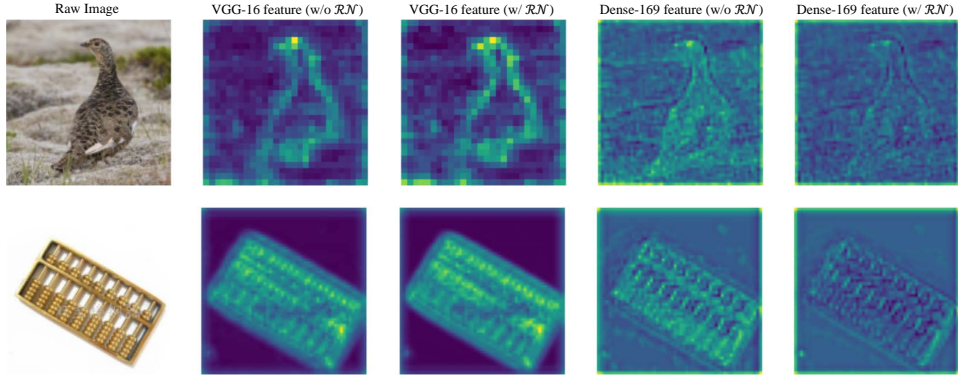 Raw Image VGG-16 feature (w/o ℛ𝒩) VGG-16 feature (w/ ℛ𝒩) Dense-169 feature (w/o ℛ𝒩) Dense-169 feature (w/ ℛ𝒩)